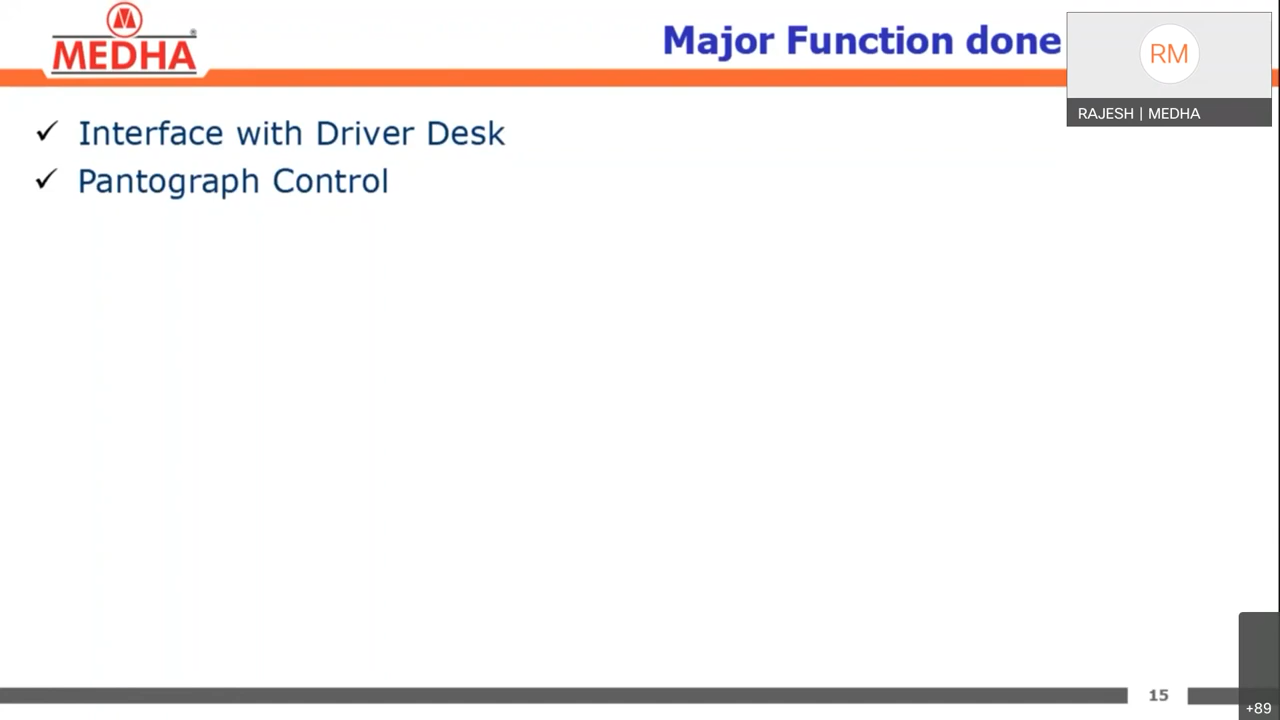 MEDHA
Major Function done
RM
RAJESH | MEDHA
✓ Interface with Driver Desk
✓ Pantograph Control
15
+89